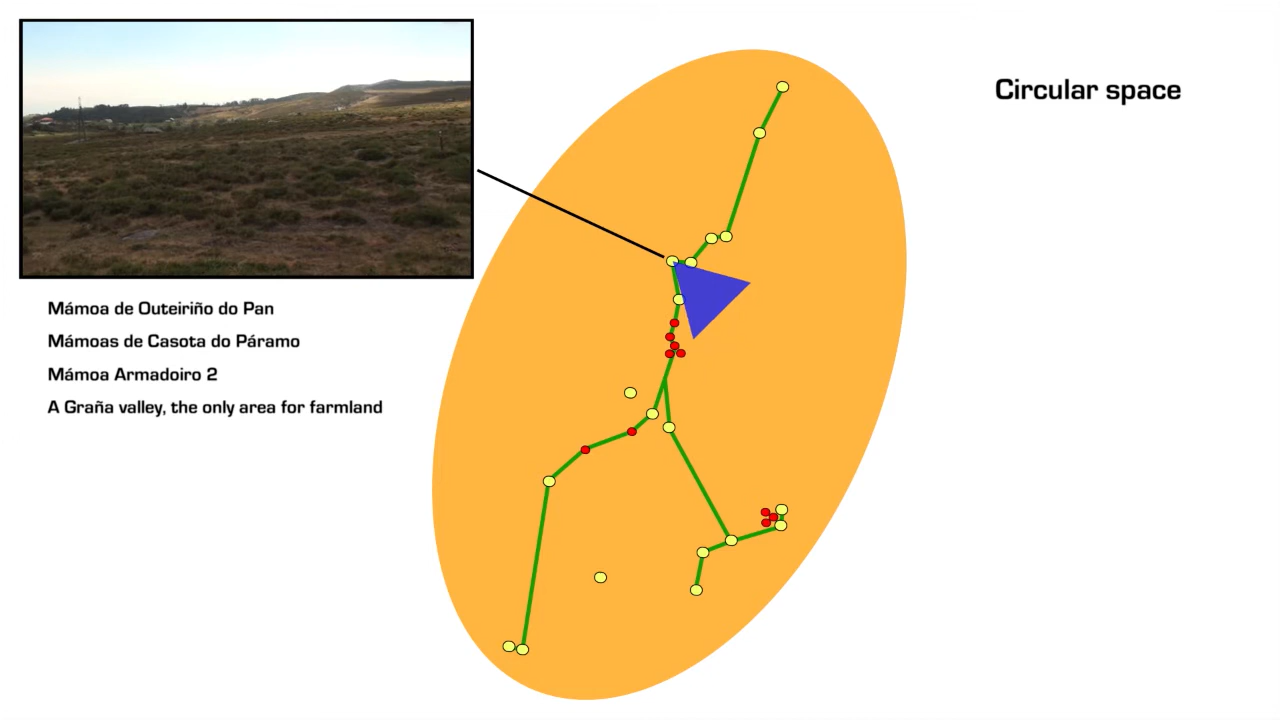 Circular space
Mámoa de Outeiriño do Pan
Mámoas de Casota do Páramo
Mámoa Armadoiro 2
A Graña valley, the only area for farmland